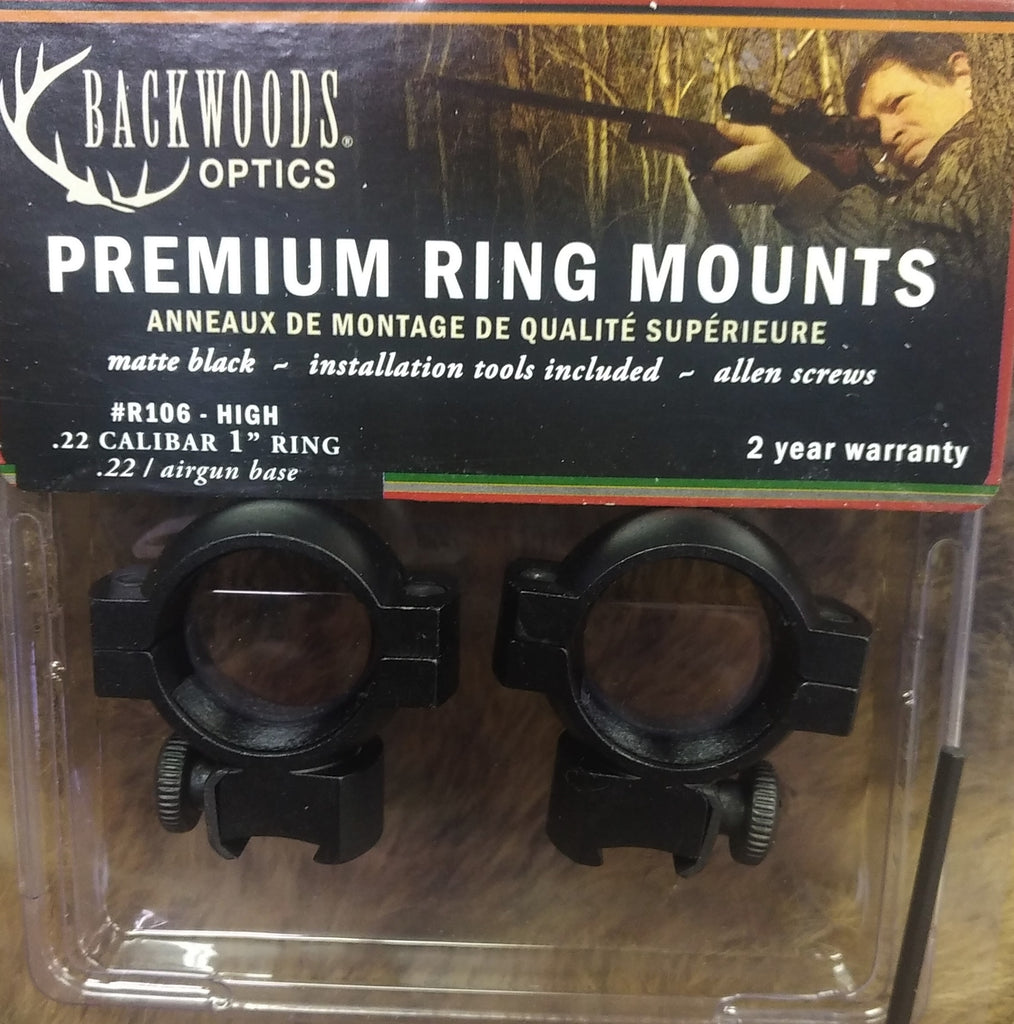 BACKWOODS®
OPTICS
PREMIUM RING MOUNTS
ANNEAUX DE MONTAGE DE QUALITÉ SUPÉRIEURE
matte black ~ installation tools included ~ allen screws
#R106 - HIGH
.22 CALIBAR 1” RING
.22 / airgun base
2 year warranty